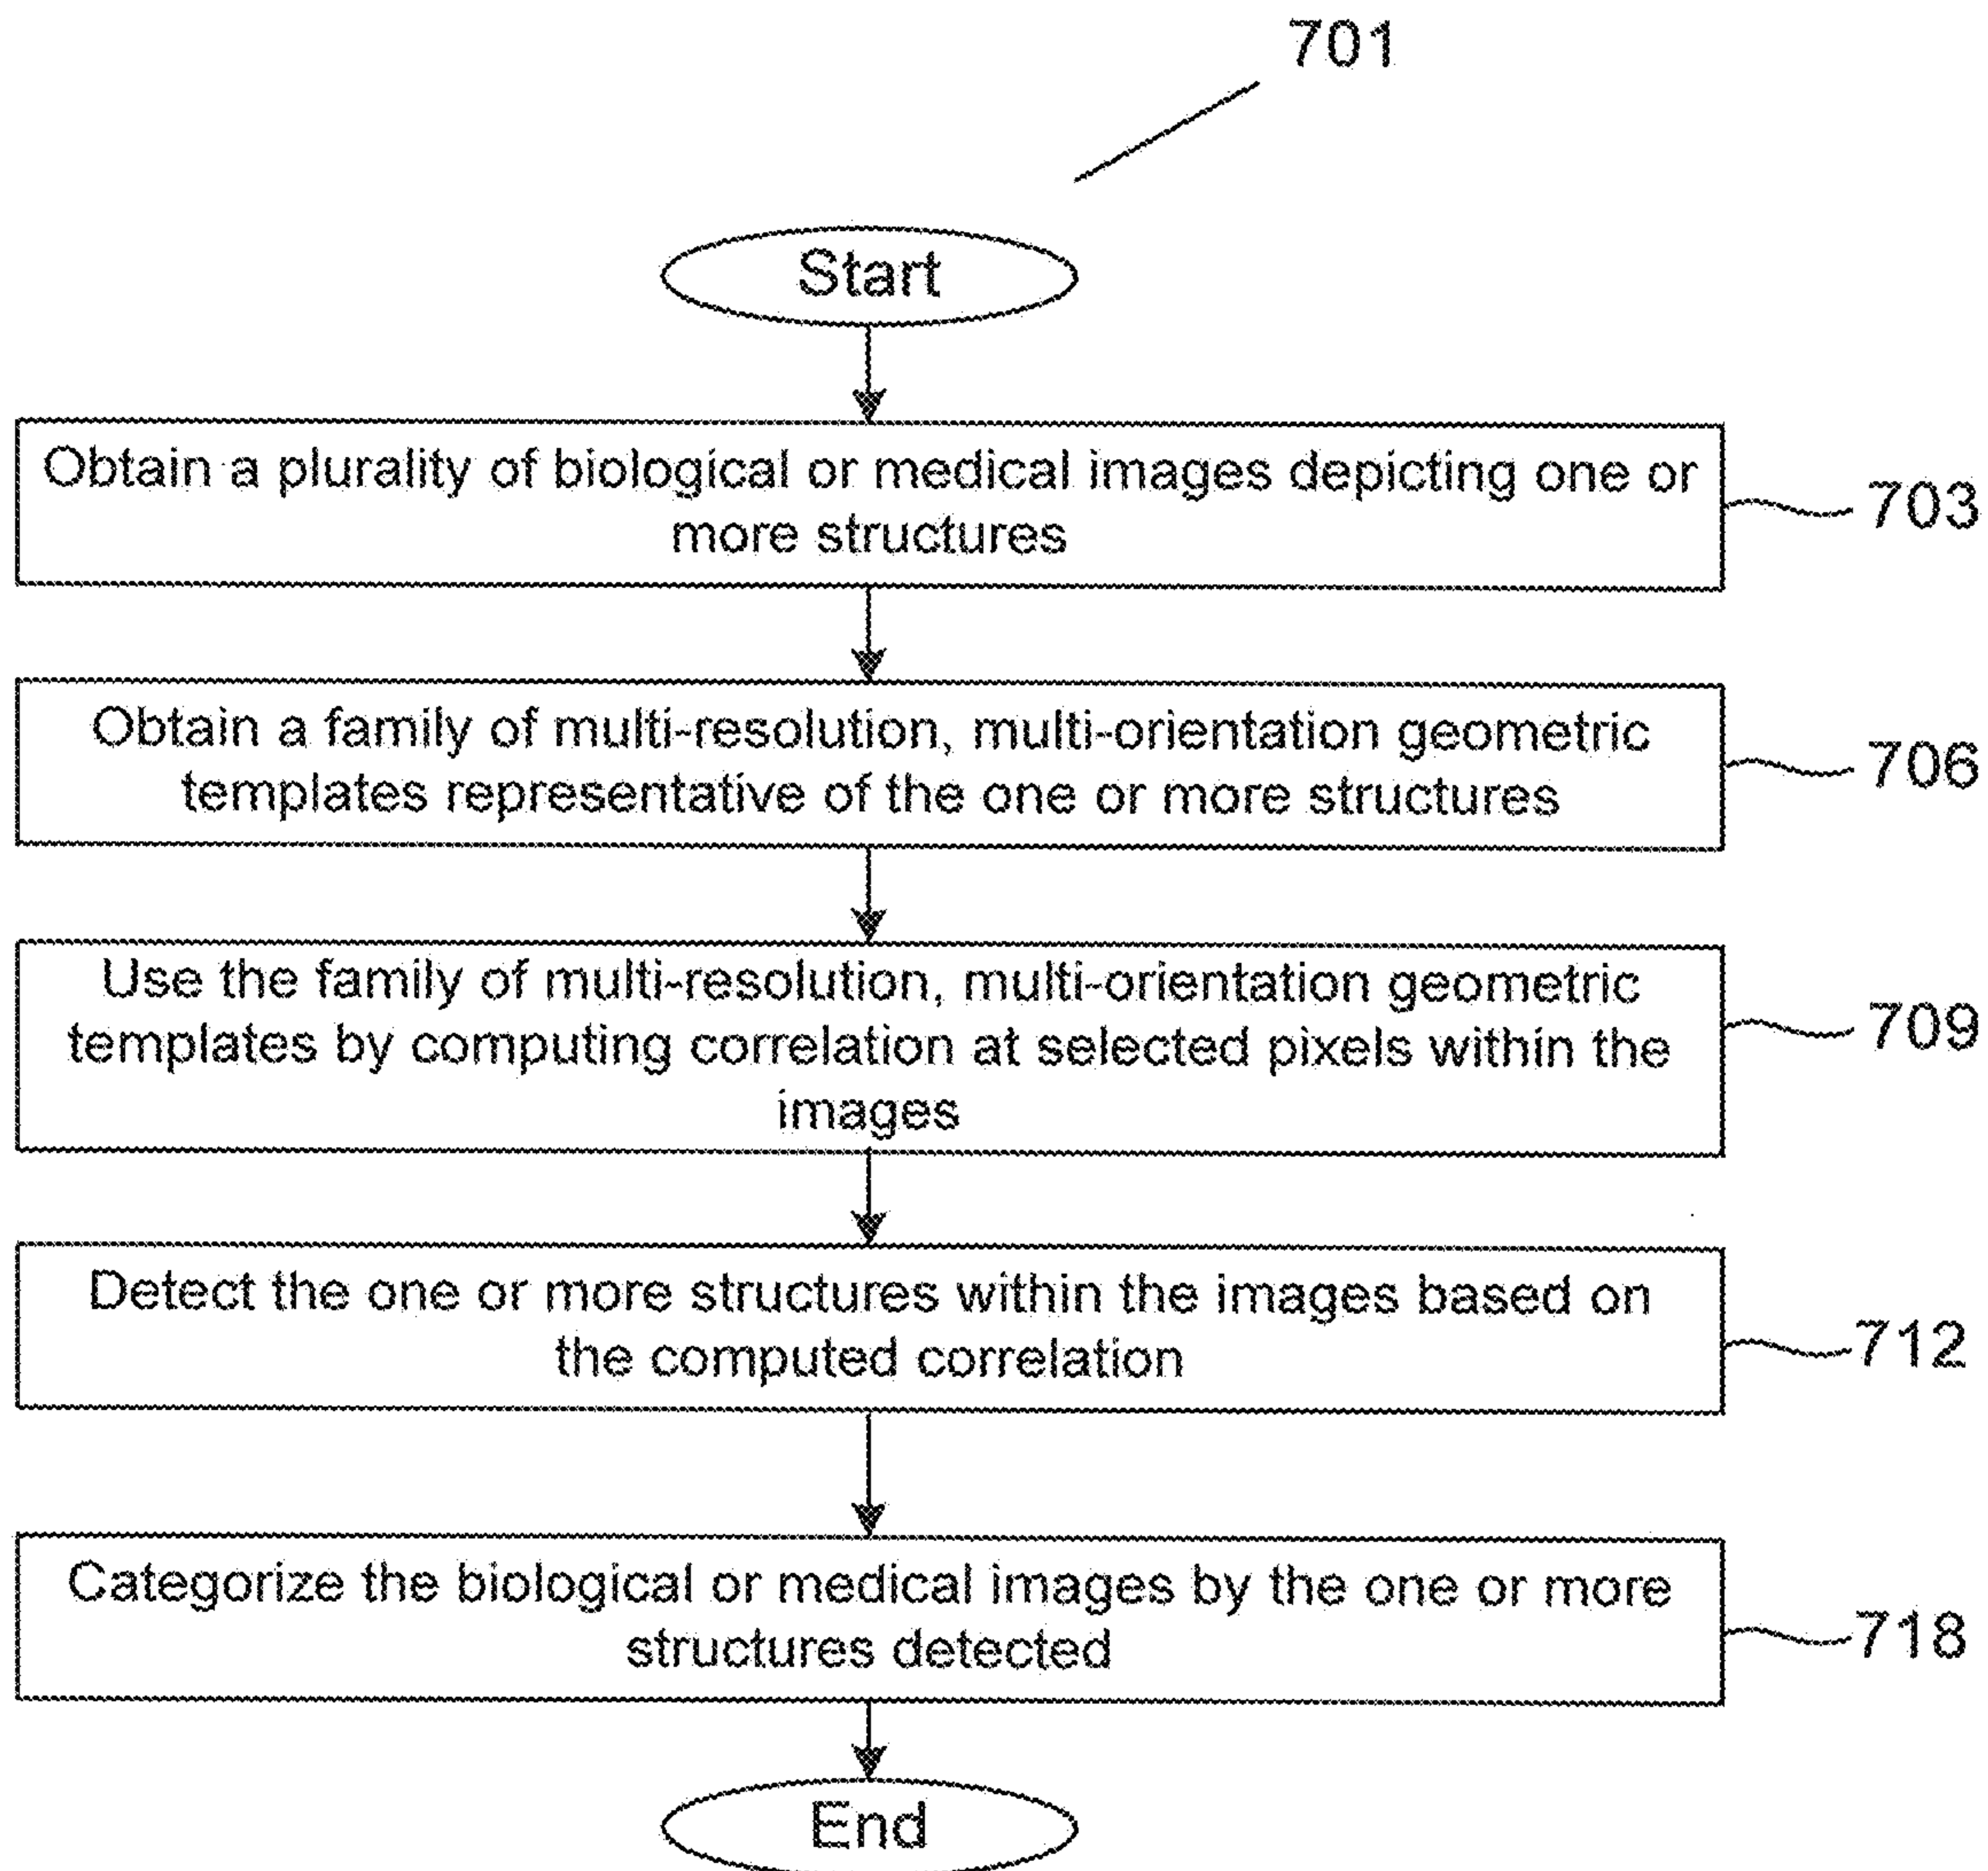 701
Start
Obtain a plurality of biological or medical images depicting one or
more structures
703
Obtain a family of multi-resolution, multi-orientation geometric
templates representative of the one or more structures
706
Use the family of multi-resolution, multi-orientation geometric
templates by computing correlation at selected pixels within the
images
709
Detect the one or more structures within the images based on
the computed correlation
712
Categorize the biological or medical images by the one or more
structures detected
718
End